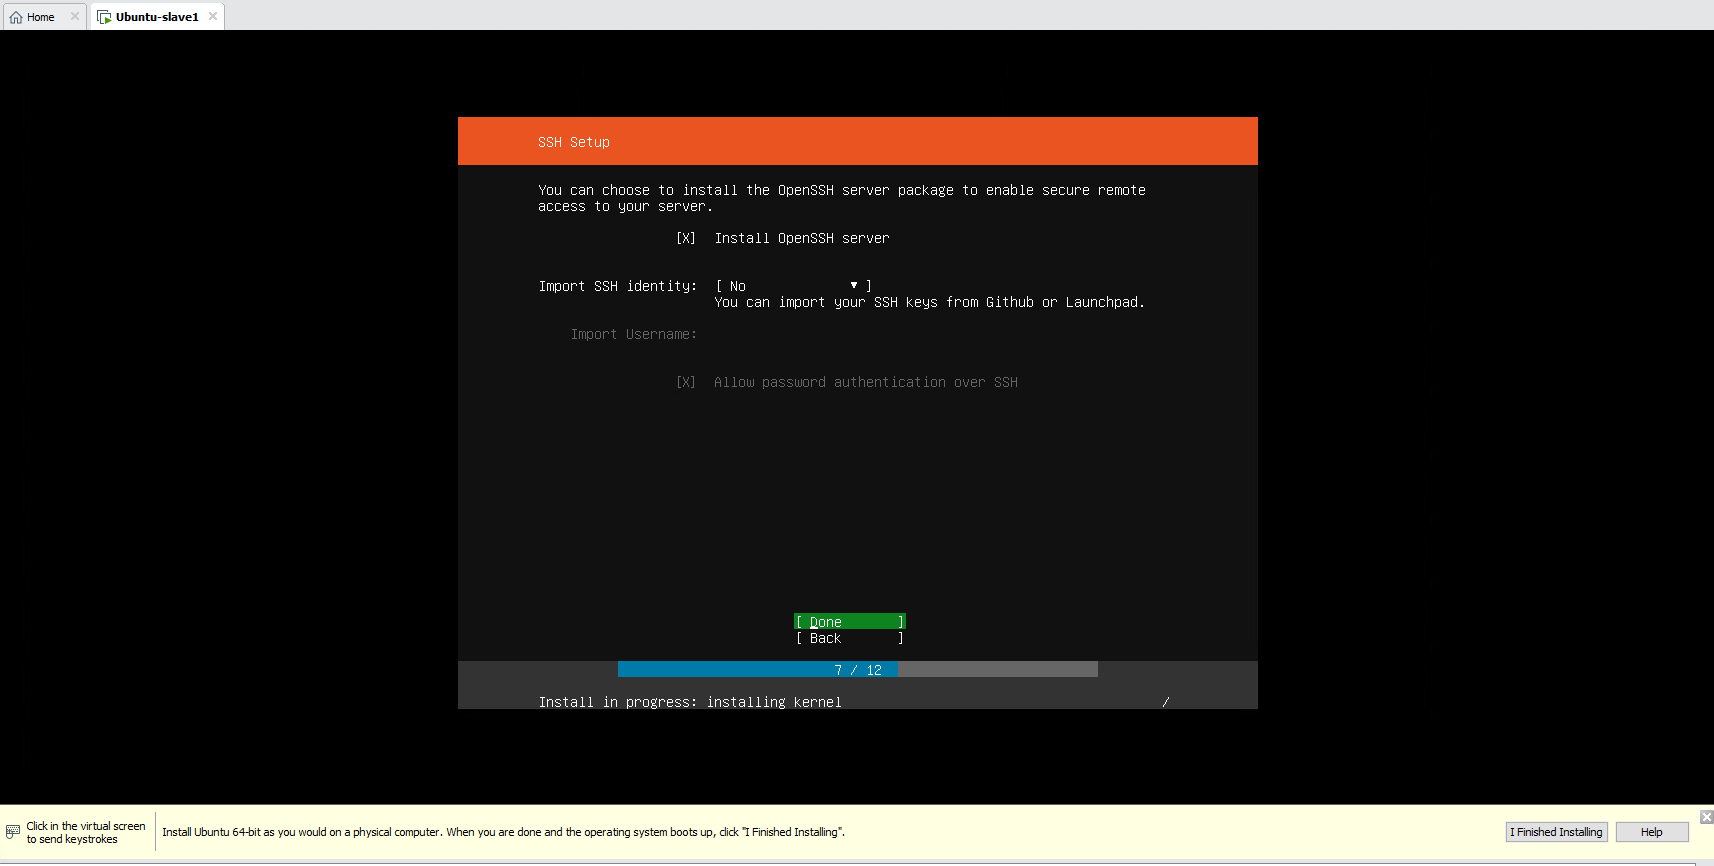 Home
Ubuntu-slave1
SSH Setup
You can choose to install the OpenSSH server package to enable secure remote
access to your server.
[X] Install OpenSSH server
Import SSH identity: [ No ▼ ]
You can import your SSH keys from Github or Launchpad.
Import Username:
[X] Allow password authentication over SSH
[ Done ]
[ Back ]
7 / 12
Install in progress: installing kernel /
Click in the virtual screen
to send keystrokes
Install Ubuntu 64-bit as you would on a physical computer. When you are done and the operating system boots up, click "I Finished Installing".
I Finished Installing
Help